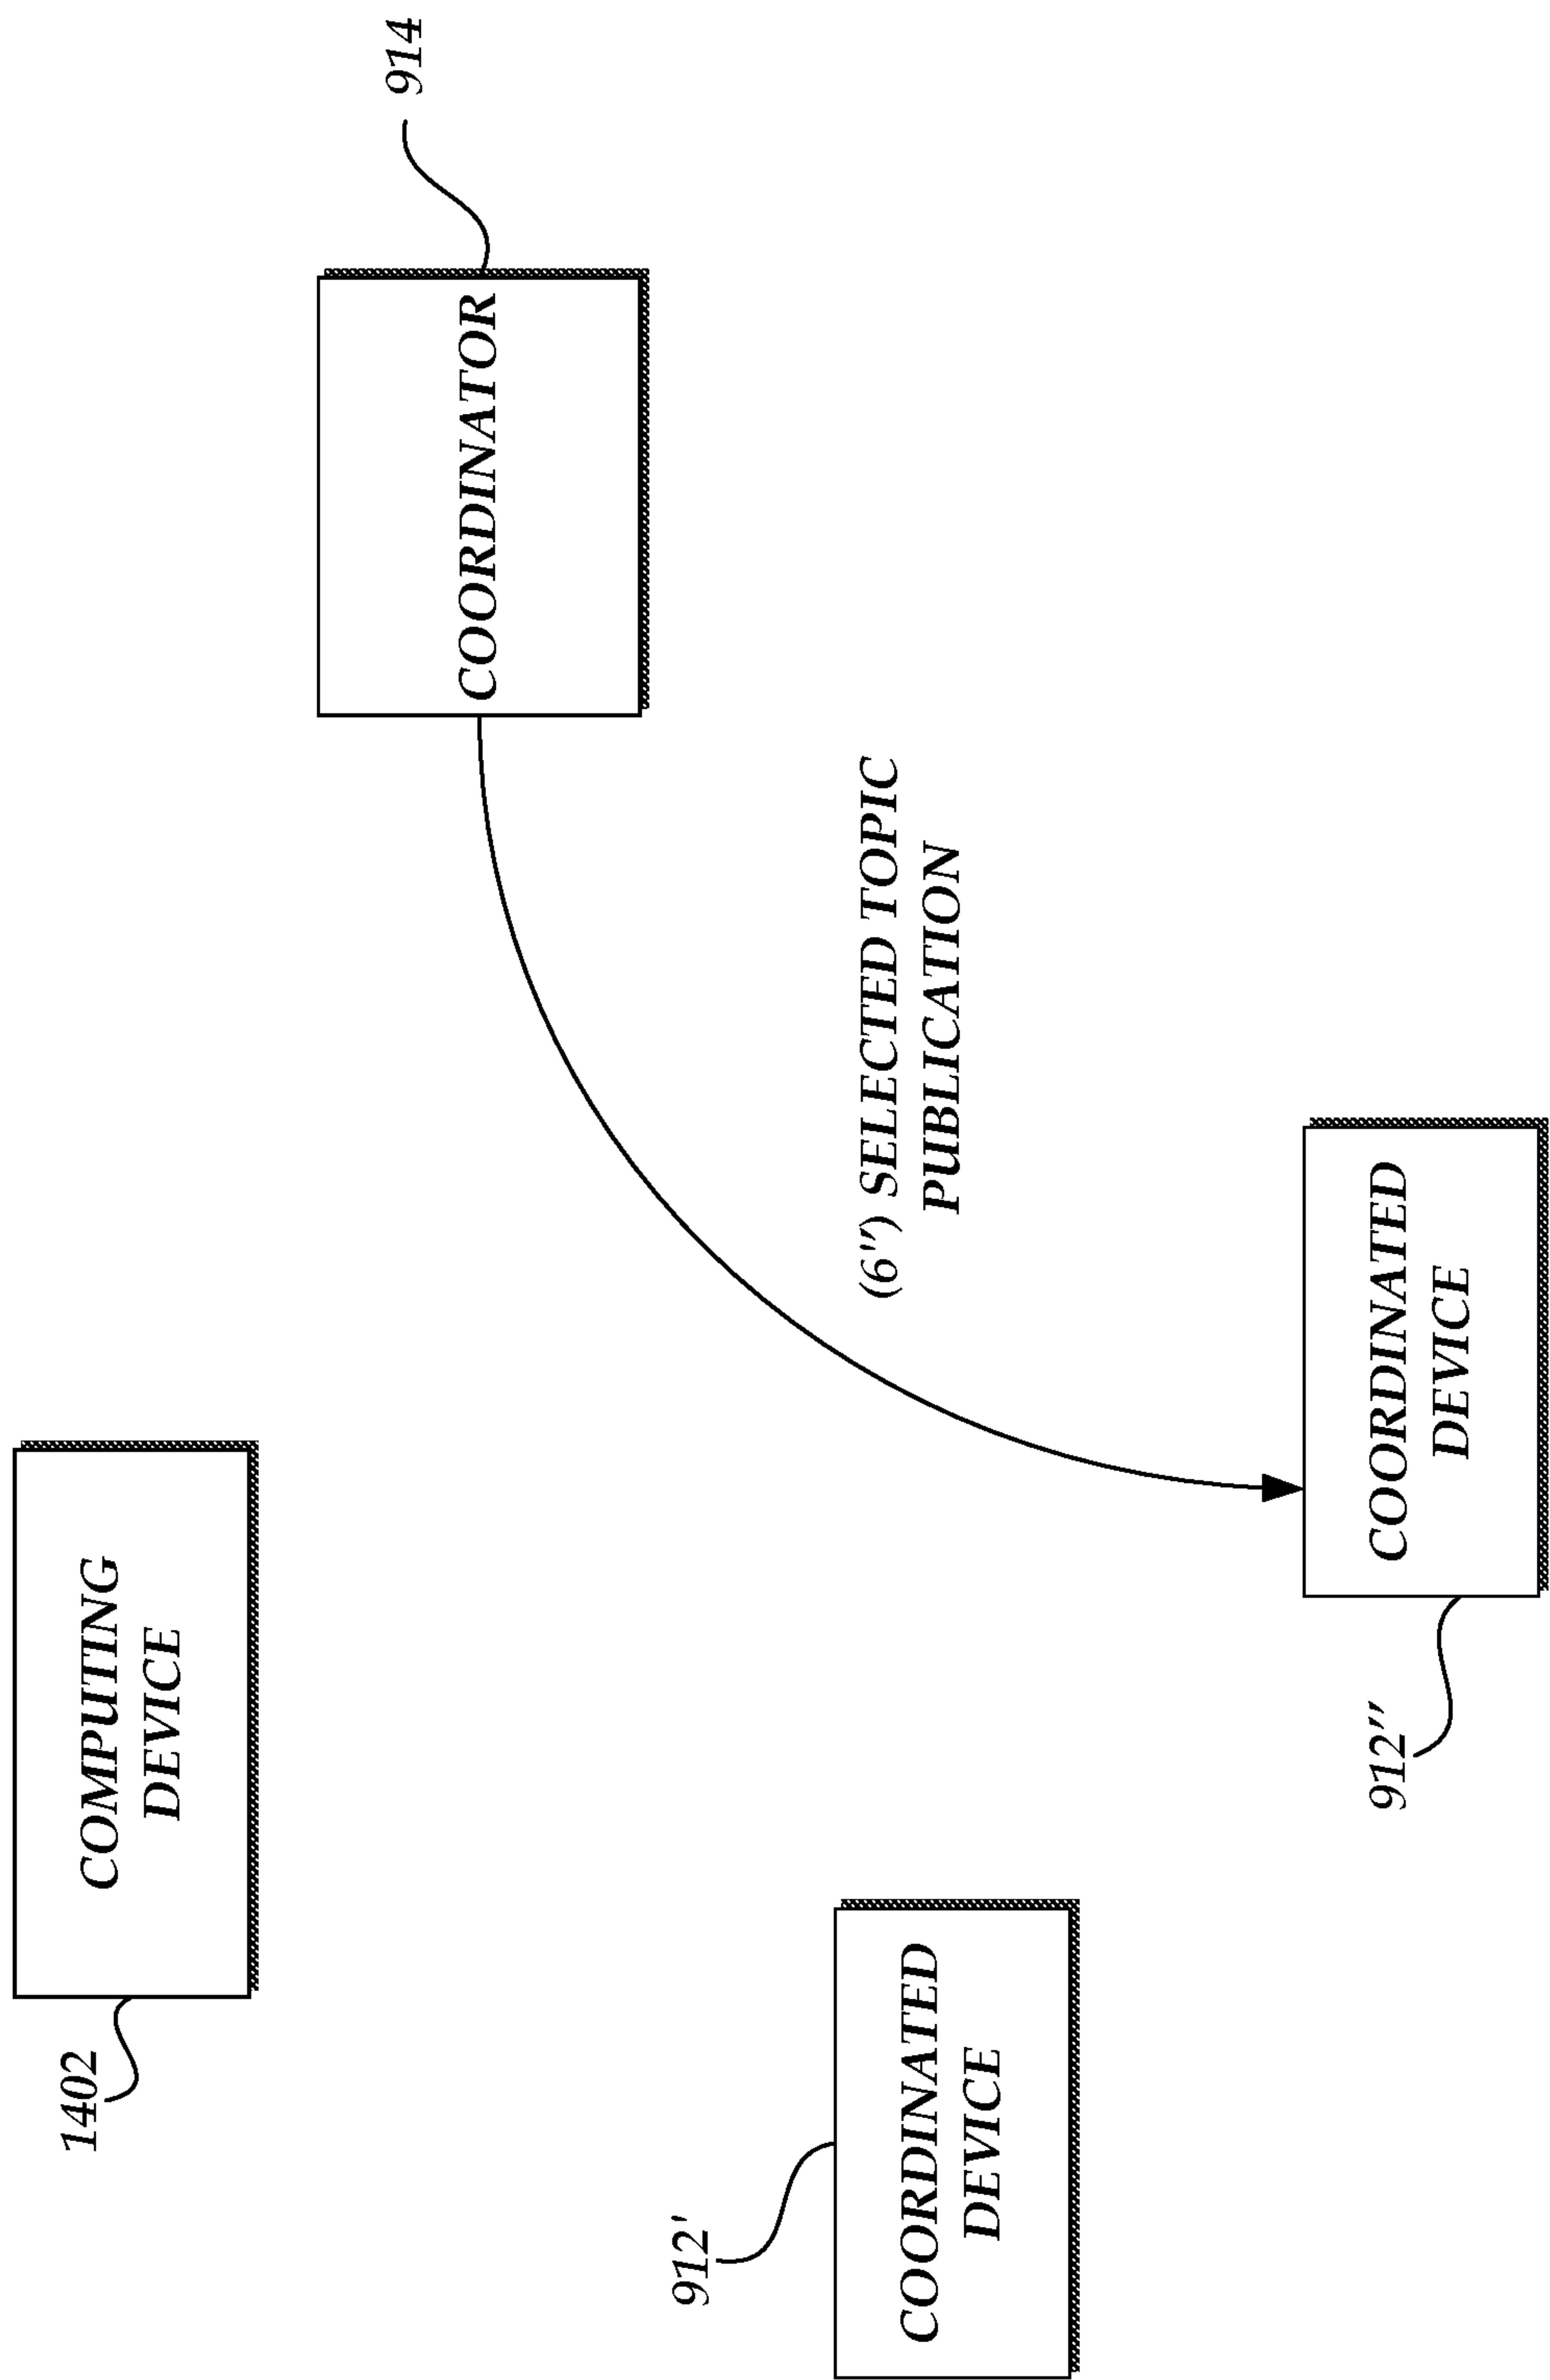 1402
COMPUTING
DEVICE
914
COORDINATOR
912'
COORDINATED
DEVICE
(6") SELECTED TOPIC
PUBLICATION
912"
COORDINATED
DEVICE